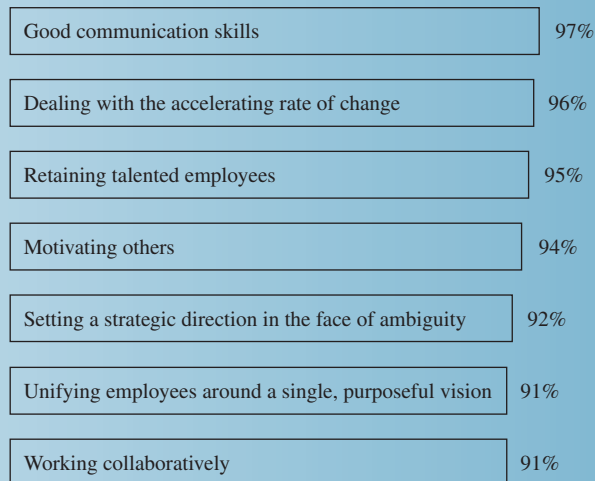 Good communication skills 97%
Dealing with the accelerating rate of change 96%
Retaining talented employees 95%
Motivating others 94%
Setting a strategic direction in the face of ambiguity 92%
Unifying employees around a single, purposeful vision 91%
Working collaboratively 91%